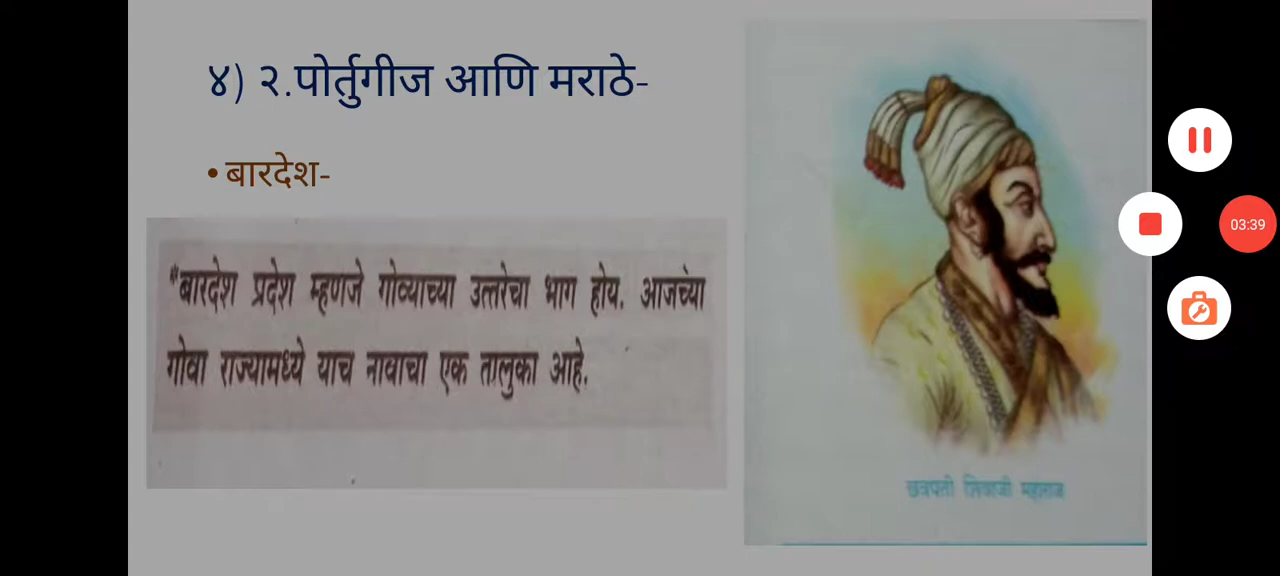 ४) २.पोर्तुगीज आणि मराठे-
• बारदेश-
*बारदेश प्रदेश म्हणजे गोव्याच्या उत्तरेचा भाग होय. आजच्या
गोवा राज्यामध्ये याच नावाचा एक तालुका आहे.
छत्रपती शिवाजी महाराज
03:39